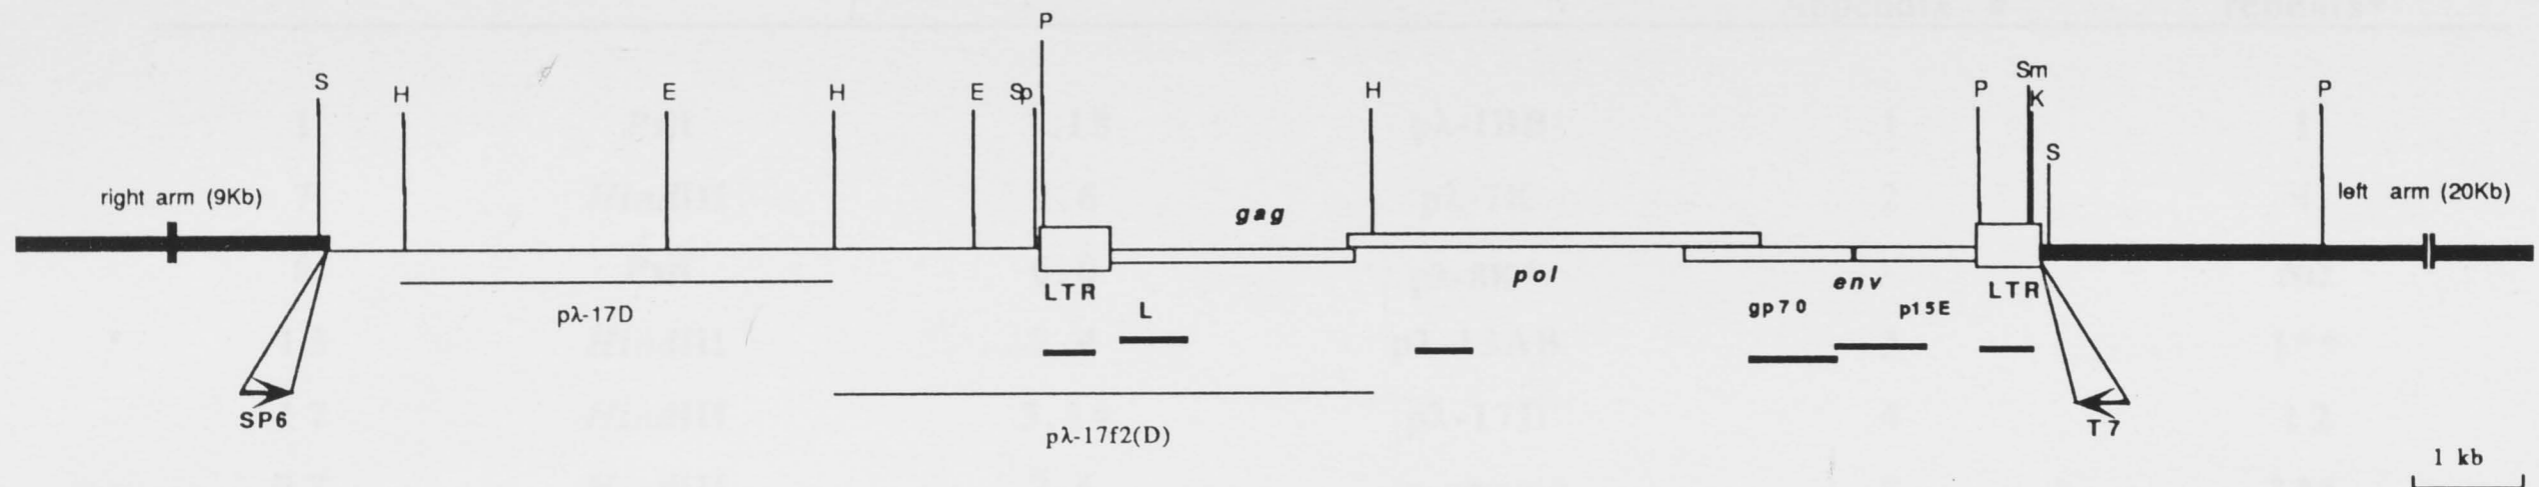 P
S H E H E Sp H P Sm K P
S
right arm (9Kb) left arm (20Kb)
gag
pol
env
LTR LTR
pλ-17D
L gp70 p15E
SP6 T7
pλ-17f2(D)
1 kb